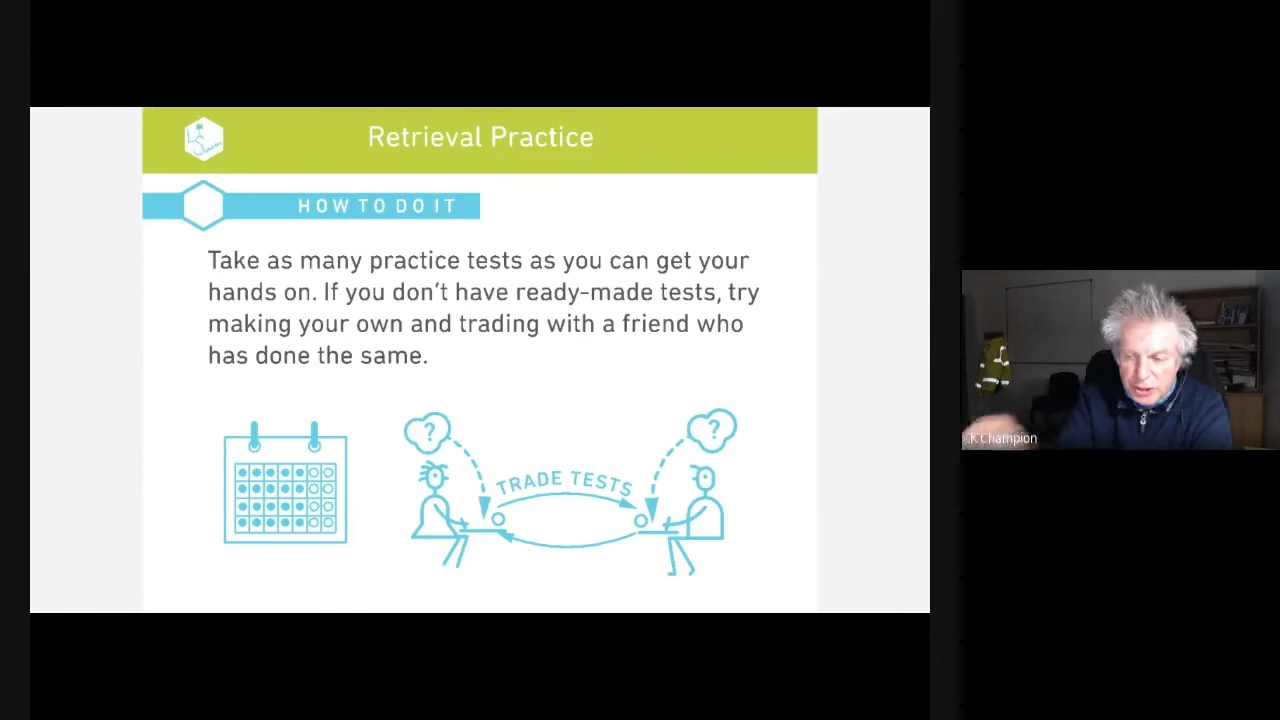 Retrieval Practice
HOW TO DO IT
Take as many practice tests as you can get your
hands on. If you don't have ready-made tests, try
making your own and trading with a friend who
has done the same.
? ?
TRADE TESTS
K Champion